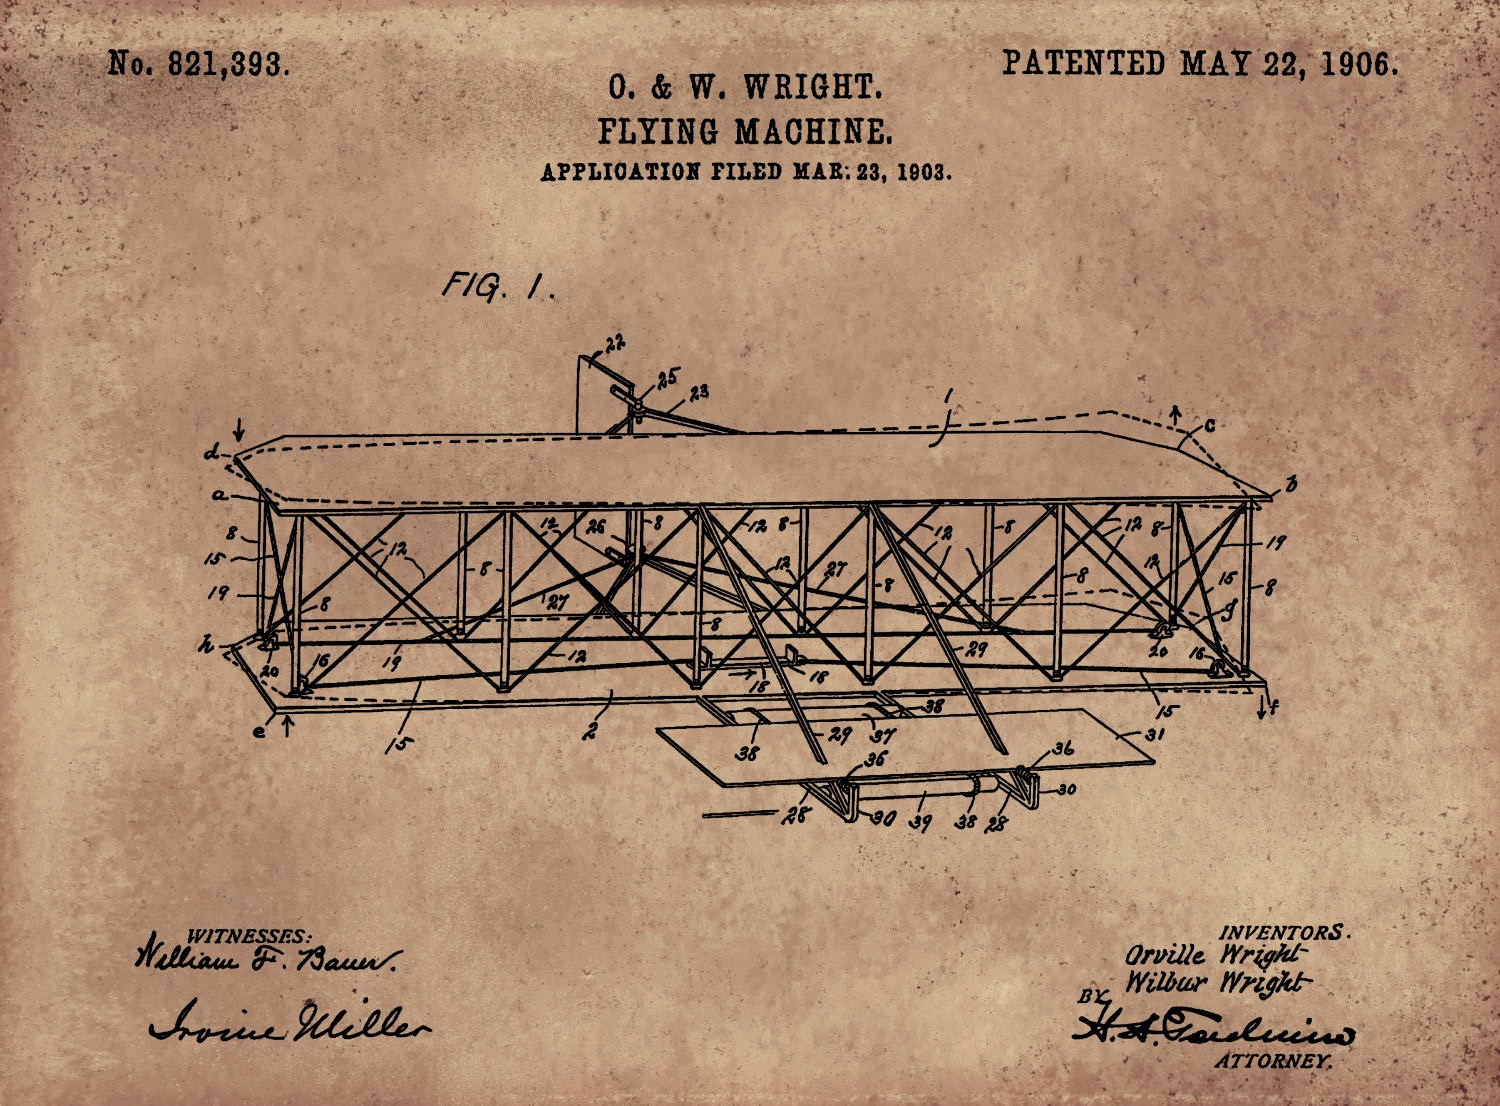 No. 821,393.
PATENTED MAY 22, 1906.
O. & W. WRIGHT.
FLYING MACHINE.
APPLICATION FILED MAR. 23, 1903.
FIG. 1.
22
25
23
1
c
d
b
a
8 12 12 26 8 12 8 12 8 12 8
15 12 8 12 27 8 8 12 15 19
19 8 27 8 8 g
h 20 16 19 12 18 18 29 20 16
e 15 2 38 29 37 38 15 f
31
36 36
28 30 39 38 28 30
WITNESSES:
William F. Bauer.
Irvine Miller
INVENTORS.
Orville Wright
Wilbur Wright
BY
ATTORNEY.